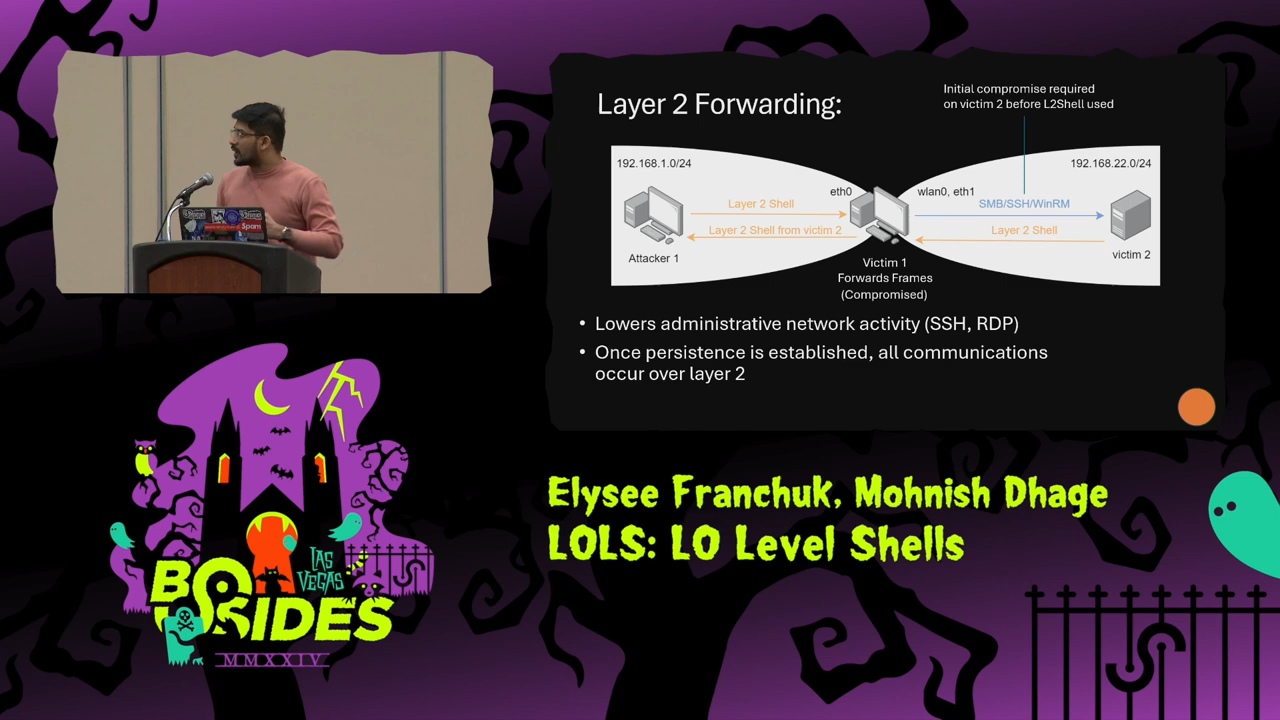 Layer 2 Forwarding:
Initial compromise required
on victim 2 before L2Shell used
192.168.1.0/24
192.168.22.0/24
eth0
wlan0, eth1
Layer 2 Shell
SMB/SSH/WinRM
Layer 2 Shell from victim 2
Layer 2 Shell
Attacker 1
Victim 1
Forwards Frames
(Compromised)
victim 2
• Lowers administrative network activity (SSH, RDP)
• Once persistence is established, all communications
occur over layer 2
Spam
Elysee Franchuk, Mohnish Dhage
LOLS: LO Level Shells
LAS
VEGAS
BSIDES
MMXXIV